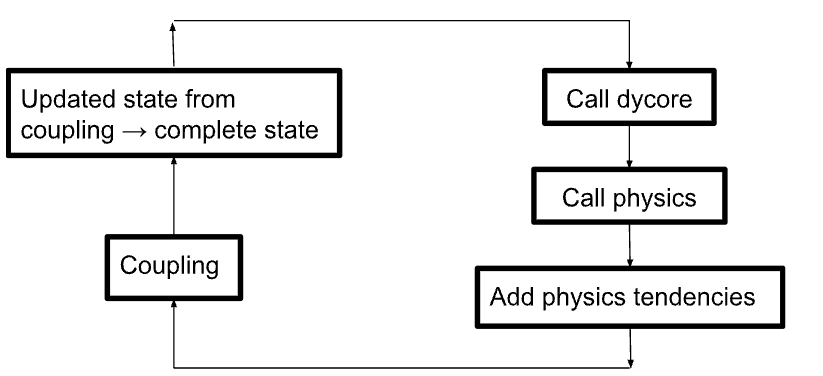 Updated state from
coupling → complete state
Call dycore
Call physics
Coupling
Add physics tendencies